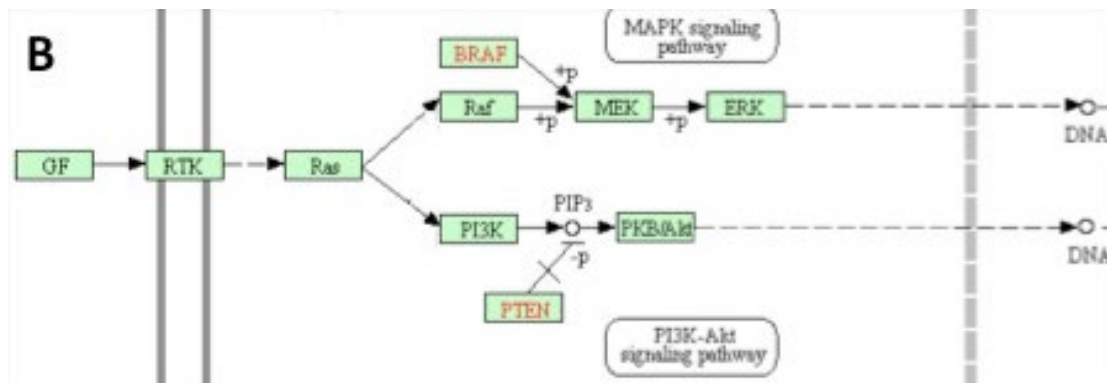 B
MAPK signaling
pathway
BRAF
+p
Raf
+p
MEK
+p
ERK
DNA
GF
RTK
Ras
PIP3
PI3K
PKB/Akt
-p
DNA
PTEN
PI3K-Akt
signaling pathway